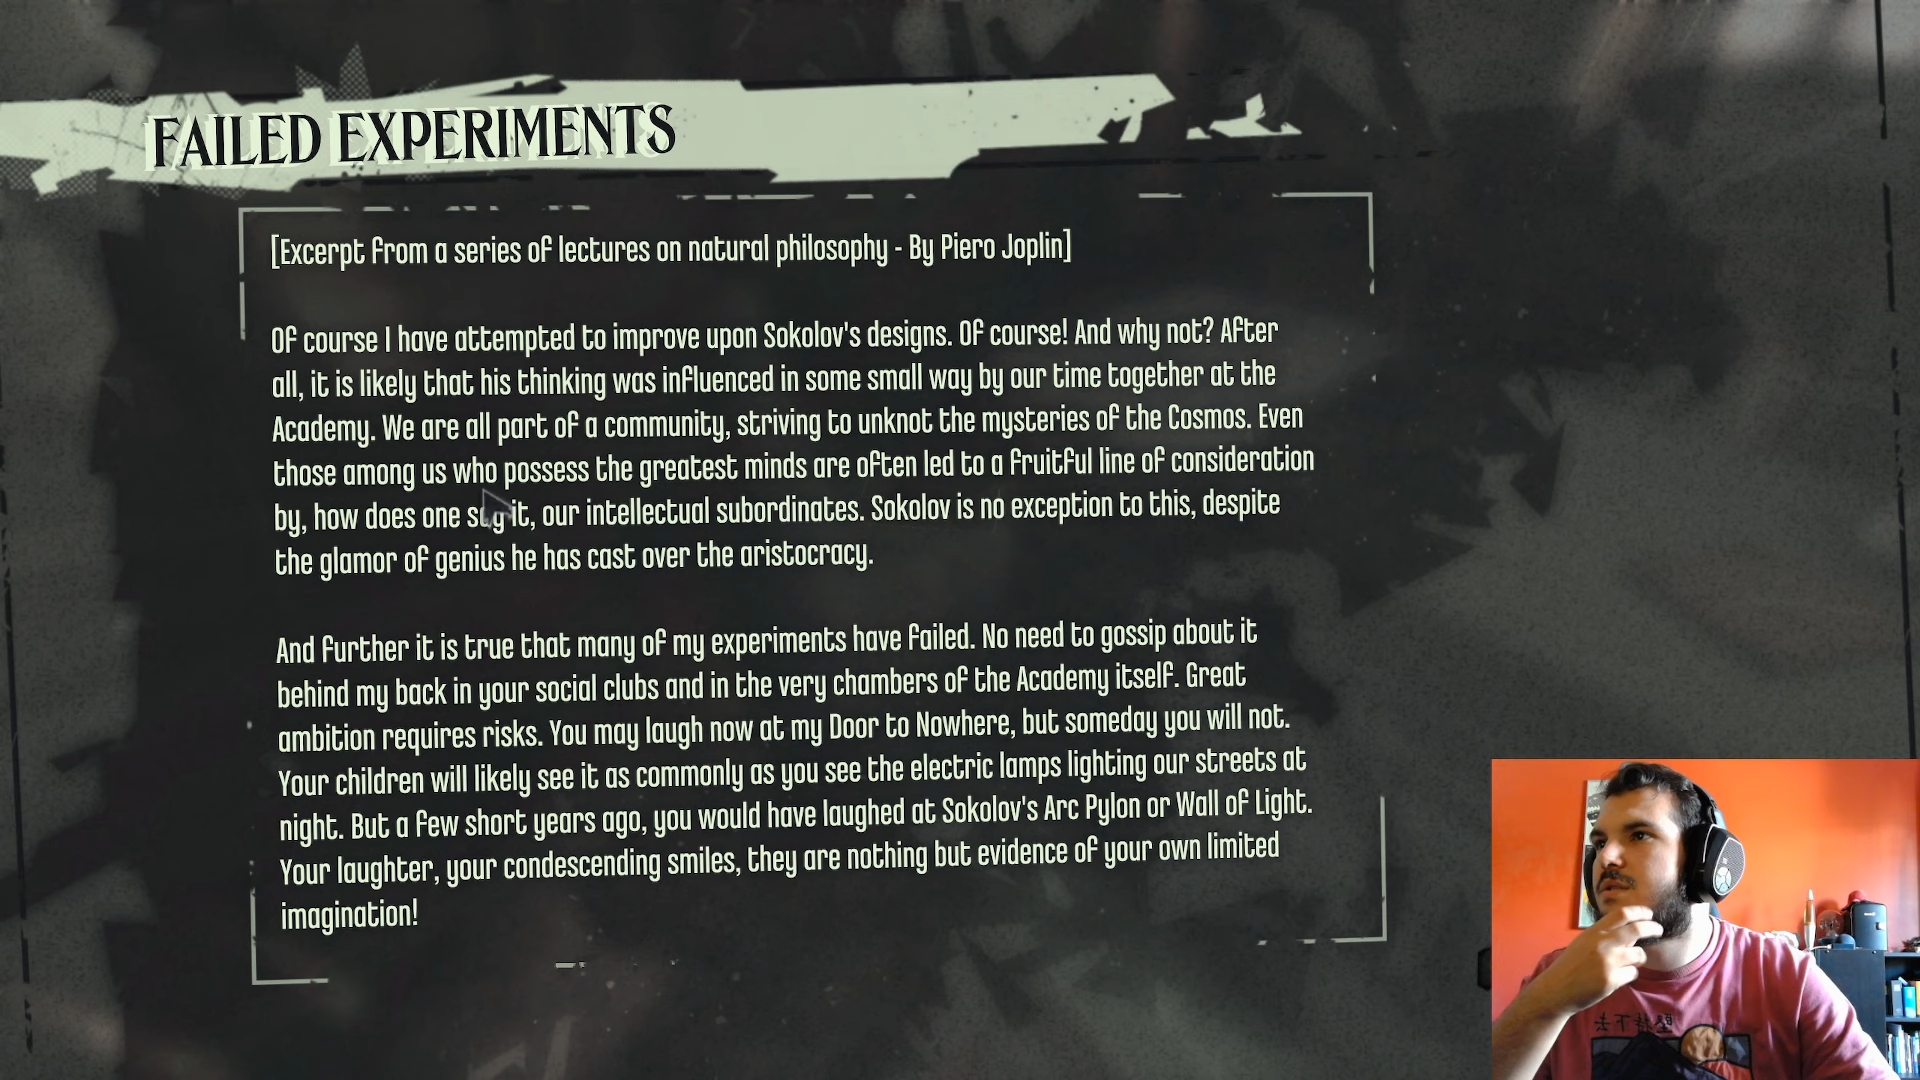 FAILED EXPERIMENTS
[Excerpt from a series of lectures on natural philosophy - By Piero Joplin]
Of course I have attempted to improve upon Sokolov's designs. Of course! And why not? After
all, it is likely that his thinking was influenced in some small way by our time together at the
Academy. We are all part of a community, striving to unknot the mysteries of the Cosmos. Even
those among us who possess the greatest minds are often led to a fruitful line of consideration
by, how does one say it, our intellectual subordinates. Sokolov is no exception to this, despite
the glamor of genius he has cast over the aristocracy.
And further it is true that many of my experiments have failed. No need to gossip about it
behind my back in your social clubs and in the very chambers of the Academy itself. Great
ambition requires risks. You may laugh now at my Door to Nowhere, but someday you will not.
Your children will likely see it as commonly as you see the electric lamps lighting our streets at
night. But a few short years ago, you would have laughed at Sokolov's Arc Pylon or Wall of Light.
Your laughter, your condescending smiles, they are nothing but evidence of your own limited
imagination!